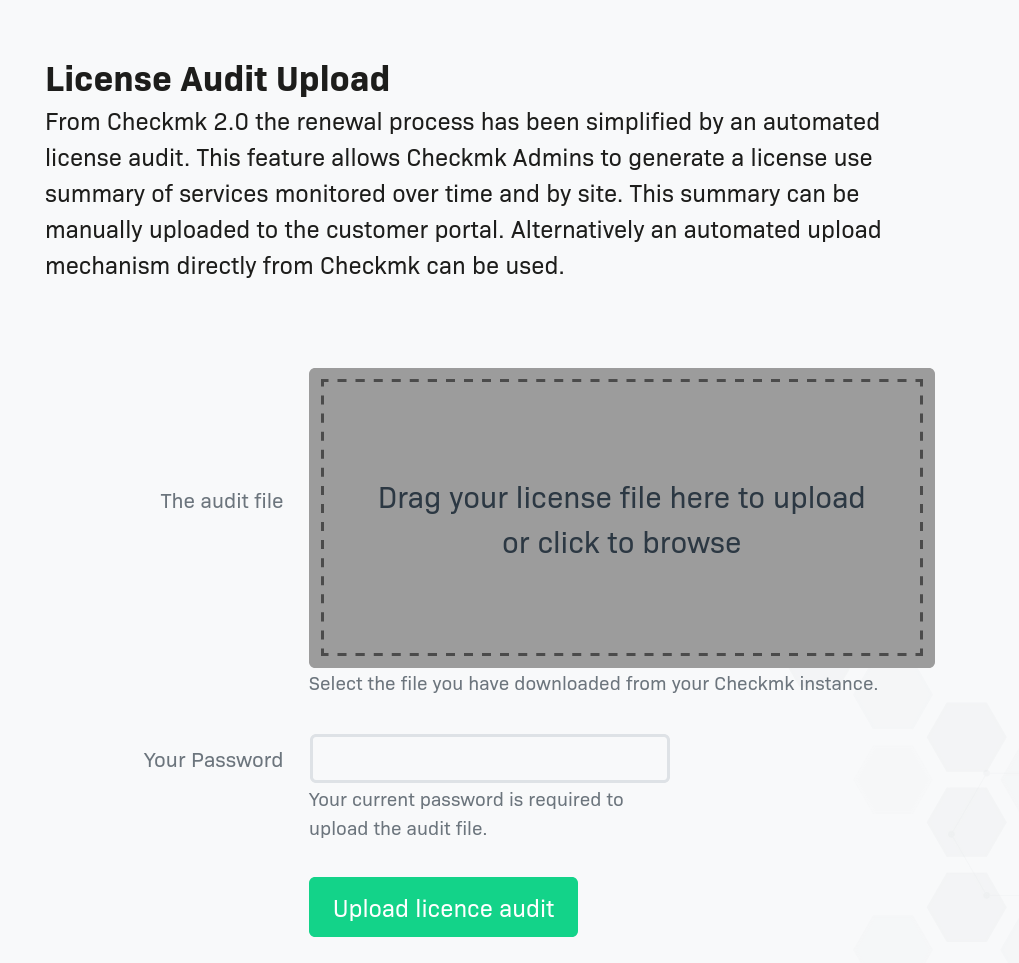 License Audit Upload
From Checkmk 2.0 the renewal process has been simplified by an automated
license audit. This feature allows Checkmk Admins to generate a license use
summary of services monitored over time and by site. This summary can be
manually uploaded to the customer portal. Alternatively an automated upload
mechanism directly from Checkmk can be used.
The audit file
Drag your license file here to upload
or click to browse
Select the file you have downloaded from your Checkmk instance.
Your Password
Your current password is required to
upload the audit file.
Upload licence audit